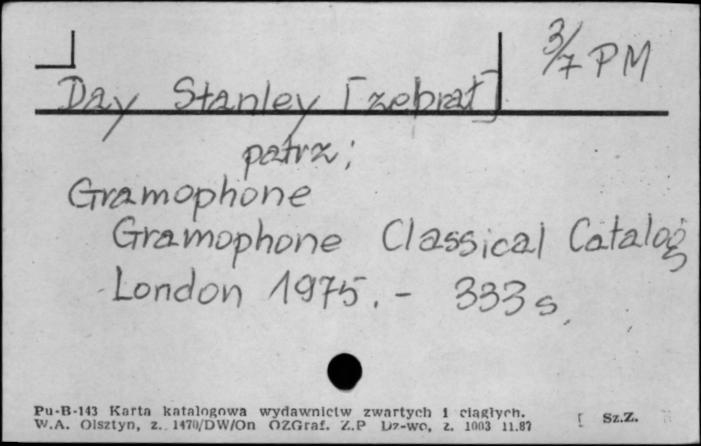 3/7 PM
Day Stanley [zebrał]
patrz;
Gramophone
Gramophone Classical Catalog
London 1975. - 333 s.
Pu-B-143 Karta katalogowa wydawnictw zwartych i ciągłych.
W.A. Olsztyn, z. 1470/DW/On OZGraf. Z.P Dz-wo, z. 1003 11.87
Sz.Z.